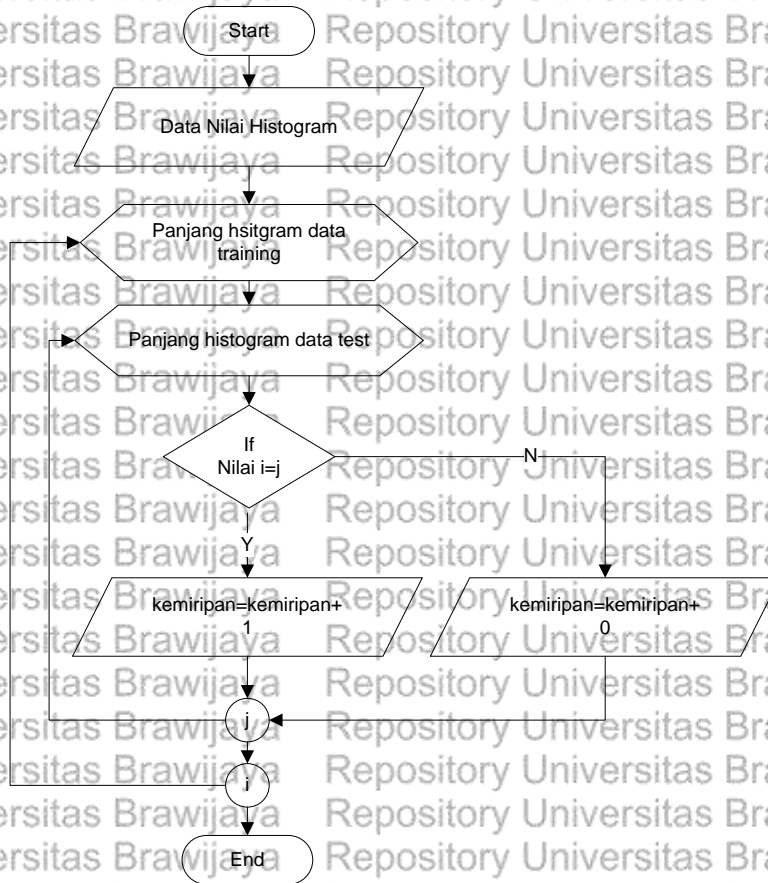 Start
Data Nilai Histogram
Panjang hsitgram data
training
Panjang histogram data test
If
Nilai i=j
N
Y
kemiripan=kemiripan+
1
kemiripan=kemiripan+
0
j
i
End
ersitas Brawijaya Repository Universitas Bra